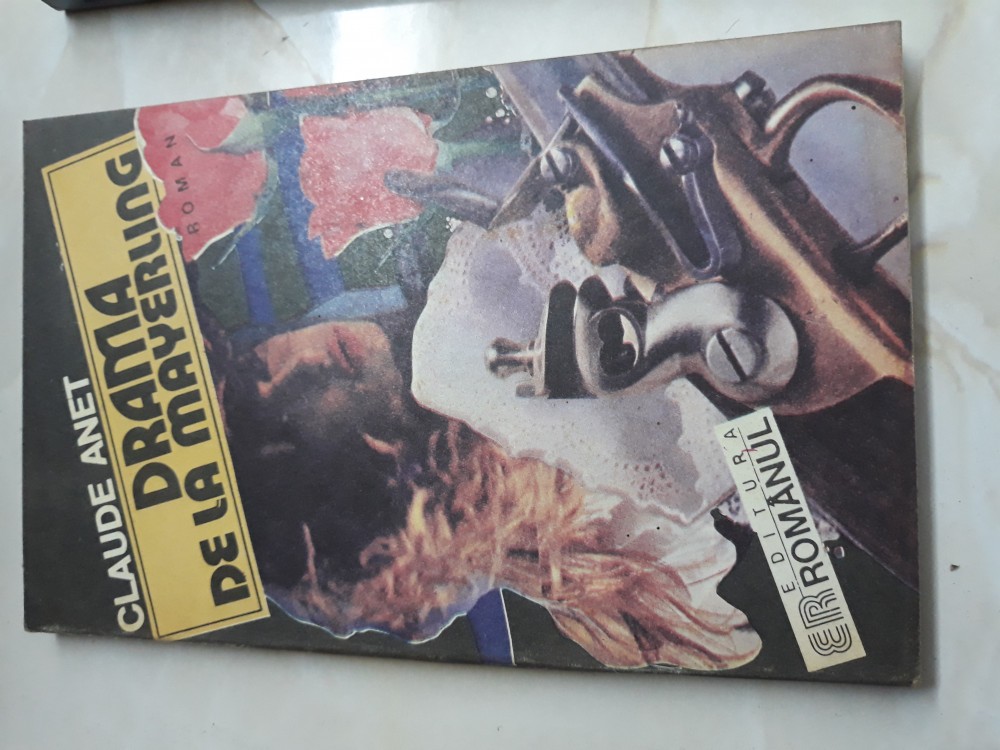 CLAUDE ANET
DRAMA
DE LA MAYERLING
ROMAN
EDITURA
ER ROMÂNUL